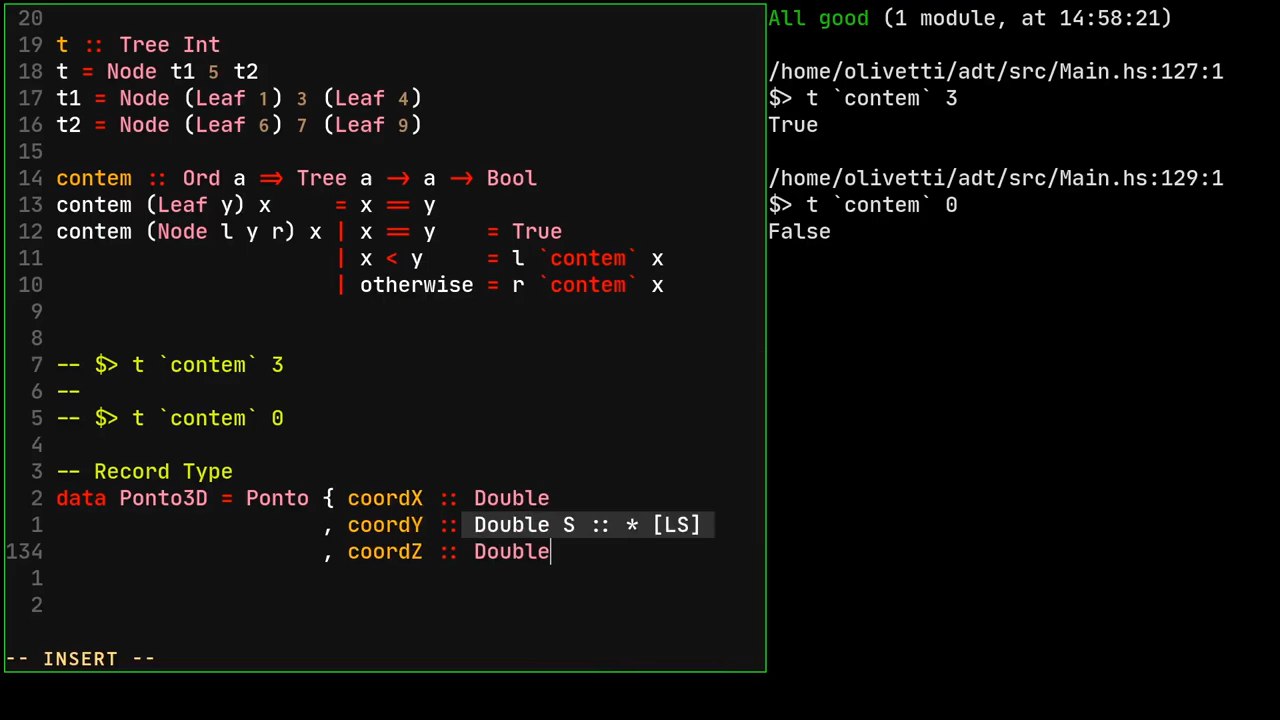 20
19 t :: Tree Int
18 t = Node t1 5 t2
17 t1 = Node (Leaf 1) 3 (Leaf 4)
16 t2 = Node (Leaf 6) 7 (Leaf 9)
15
14 contem :: Ord a => Tree a -> a -> Bool
13 contem (Leaf y) x     = x == y
12 contem (Node l y r) x | x == y     = True
11                       | x < y      = l `contem` x
10                       | otherwise = r `contem` x
9
8
7 -- $> t `contem` 3
6 --
5 -- $> t `contem` 0
4
3 -- Record Type
2 data Ponto3D = Ponto { coordX :: Double
1                      , coordY :: Double S :: * [LS]
134                    , coordZ :: Double
1
2
-- INSERT --
All good (1 module, at 14:58:21)
/home/olivetti/adt/src/Main.hs:127:1
$> t `contem` 3
True
/home/olivetti/adt/src/Main.hs:129:1
$> t `contem` 0
False